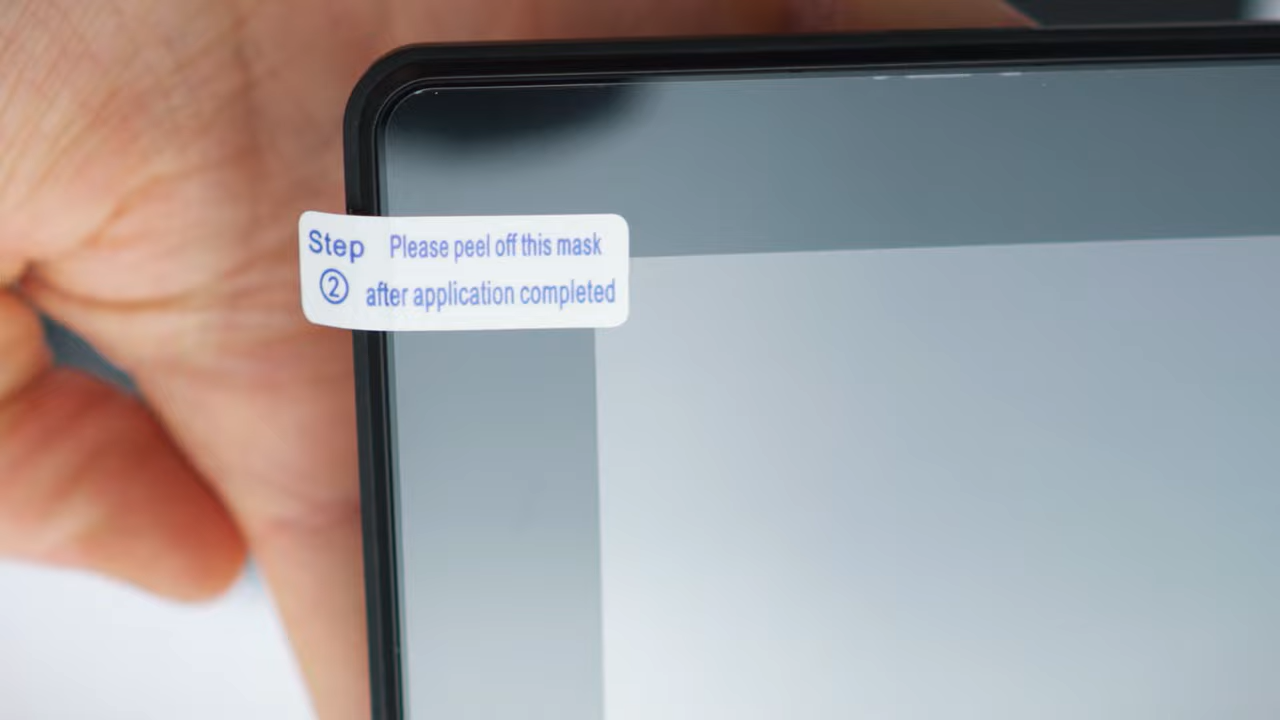 Step Please peel off this mask
② after application completed